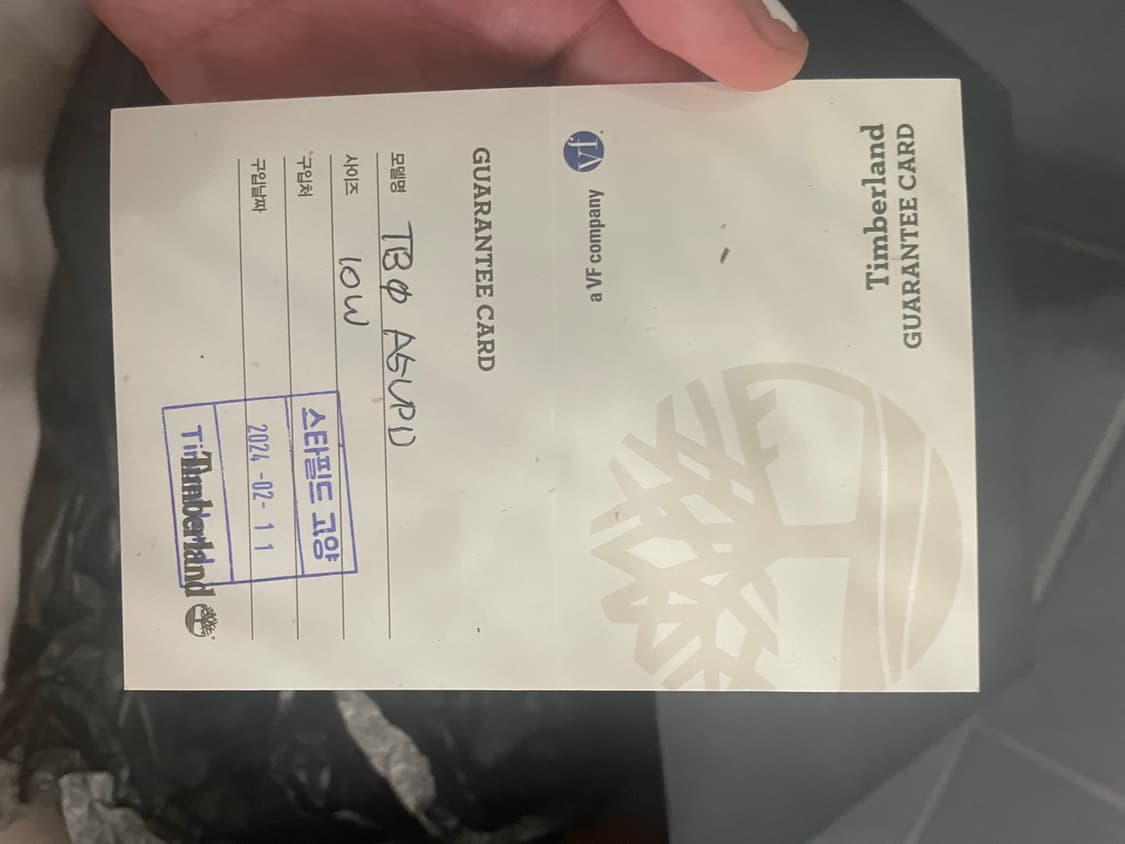 Timberland
GUARANTEE CARD
a VF company
GUARANTEE CARD
모델명 TBΦ A5UPD
사이즈 10W
구입처 스타필드 고양
구입날짜 2024-02-11
Timberland